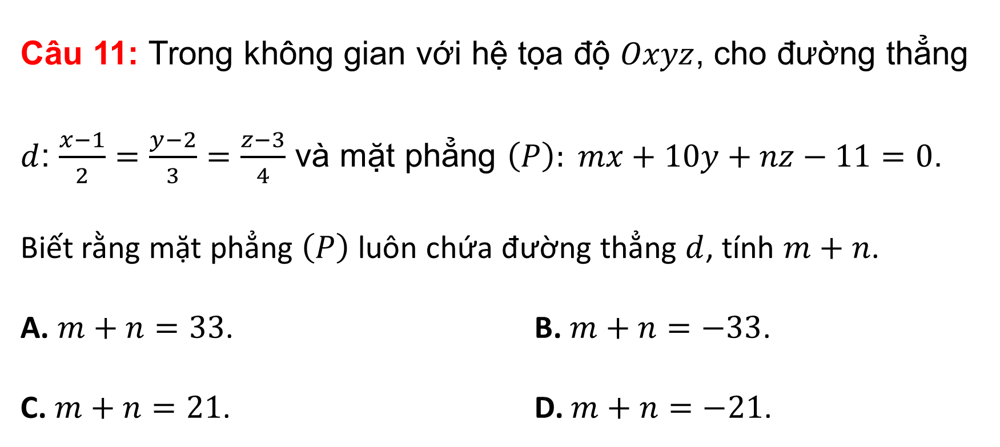 Câu 11: Trong không gian với hệ tọa độ Oxyz, cho đường thẳng
d: \frac{x-1}{2} = \frac{y-2}{3} = \frac{z-3}{4} và mặt phẳng (P): mx + 10y + nz − 11 = 0.
Biết rằng mặt phẳng (P) luôn chứa đường thẳng d, tính m + n.
A. m + n = 33. B. m + n = −33.
C. m + n = 21. D. m + n = −21.